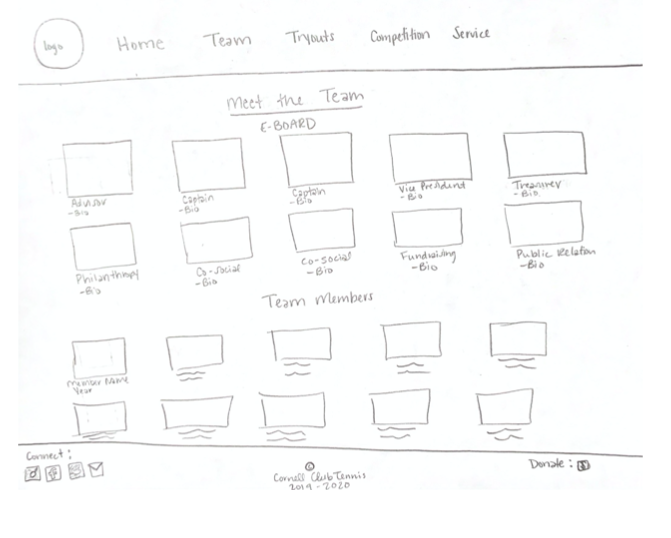 logo Home Team Tryouts Competition Service
Meet the Team
E-BOARD
Advisor Captain Captain Vice President Treasurer
-Bio -Bio -Bio -Bio -Bio
Philanthropy Co-social Co-social Fundraising Public Relation
-Bio -Bio -Bio -Bio -Bio
Team Members
Member Name
Year
Connect:
Donate: $
©
Cornell Club Tennis
2019-2020